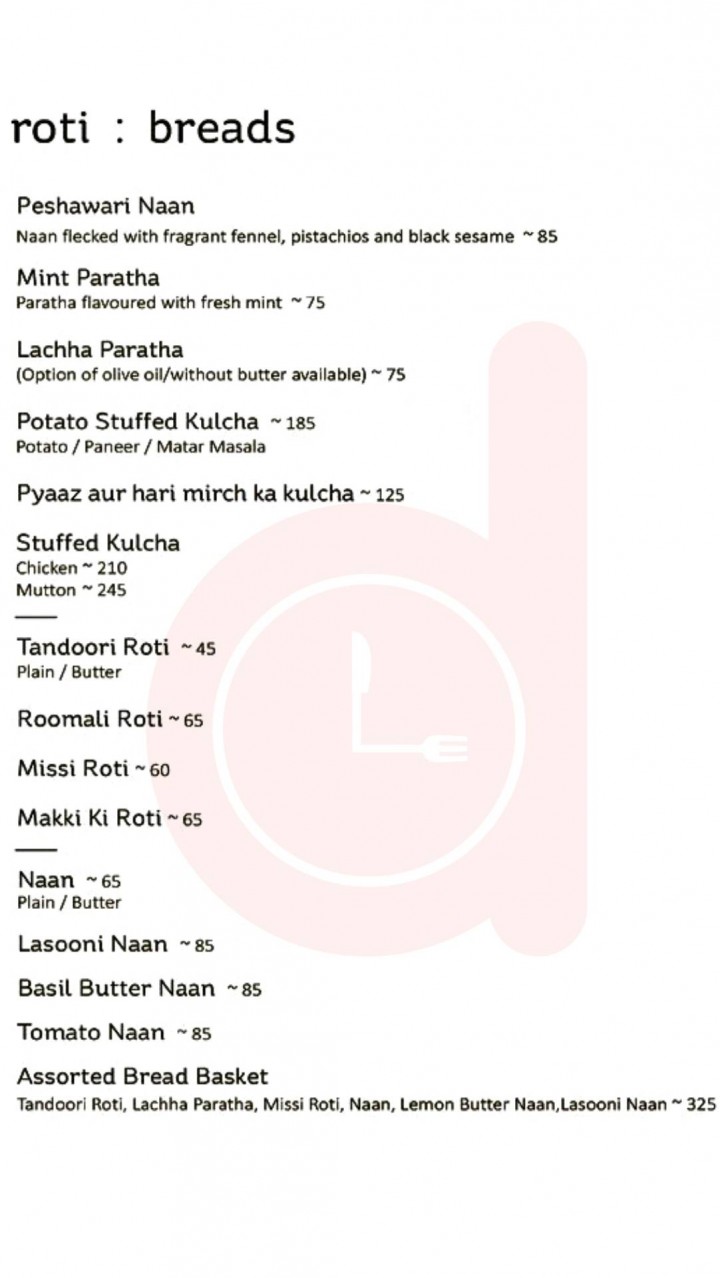 roti : breads
Peshawari Naan
Naan flecked with fragrant fennel, pistachios and black sesame ~ 85
Mint Paratha
Paratha flavoured with fresh mint ~ 75
Lachha Paratha
(Option of olive oil/without butter available) ~ 75
Potato Stuffed Kulcha ~ 185
Potato / Paneer / Matar Masala
Pyaaz aur hari mirch ka kulcha ~ 125
Stuffed Kulcha
Chicken ~ 210
Mutton ~ 245
Tandoori Roti ~ 45
Plain / Butter
Roomali Roti ~ 65
Missi Roti ~ 60
Makki Ki Roti ~ 65
Naan ~ 65
Plain / Butter
Lasooni Naan ~ 85
Basil Butter Naan ~ 85
Tomato Naan ~ 85
Assorted Bread Basket
Tandoori Roti, Lachha Paratha, Missi Roti, Naan, Lemon Butter Naan,Lasooni Naan ~ 325